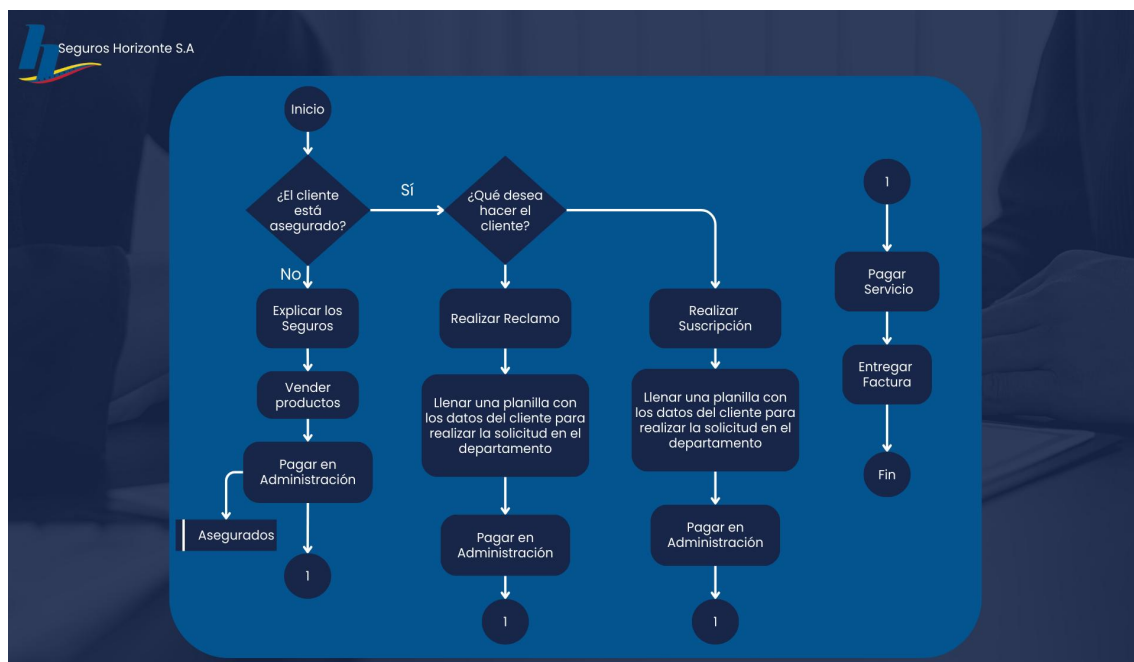 Seguros Horizonte S.A
Inicio
¿El cliente
está
asegurado?
Sí
¿Qué desea
hacer el
cliente?
No
Explicar los
Seguros
Vender
productos
Pagar en
Administración
Asegurados
1
Realizar Reclamo
Llenar una planilla con
los datos del cliente para
realizar la solicitud en el
departamento
Pagar en
Administración
1
Realizar
Suscripción
Llenar una planilla con
los datos del cliente para
realizar la solicitud en el
departamento
Pagar en
Administración
1
1
Pagar
Servicio
Entregar
Factura
Fin